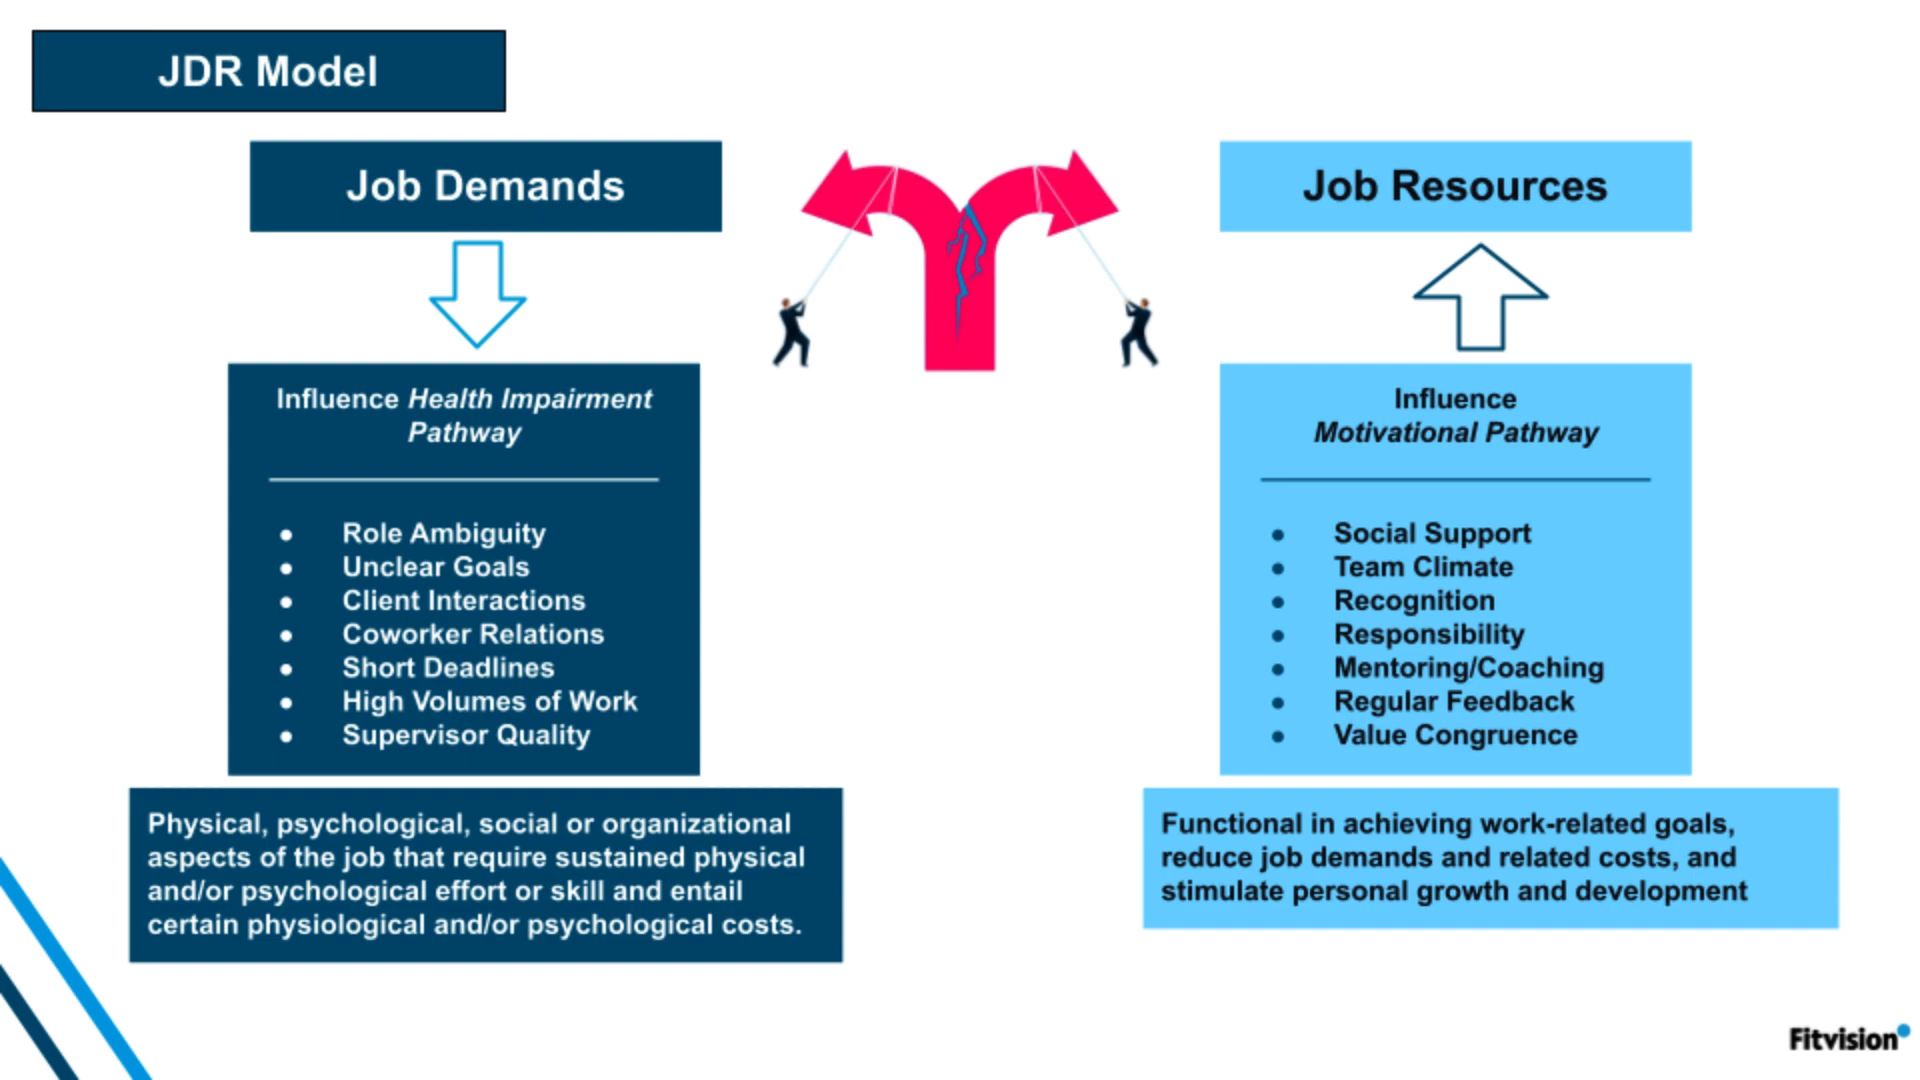 JDR Model
Job Demands
Influence Health Impairment
Pathway
● Role Ambiguity
● Unclear Goals
● Client Interactions
● Coworker Relations
● Short Deadlines
● High Volumes of Work
● Supervisor Quality
Physical, psychological, social or organizational
aspects of the job that require sustained physical
and/or psychological effort or skill and entail
certain physiological and/or psychological costs.
Job Resources
Influence
Motivational Pathway
● Social Support
● Team Climate
● Recognition
● Responsibility
● Mentoring/Coaching
● Regular Feedback
● Value Congruence
Functional in achieving work-related goals,
reduce job demands and related costs, and
stimulate personal growth and development
Fitvision